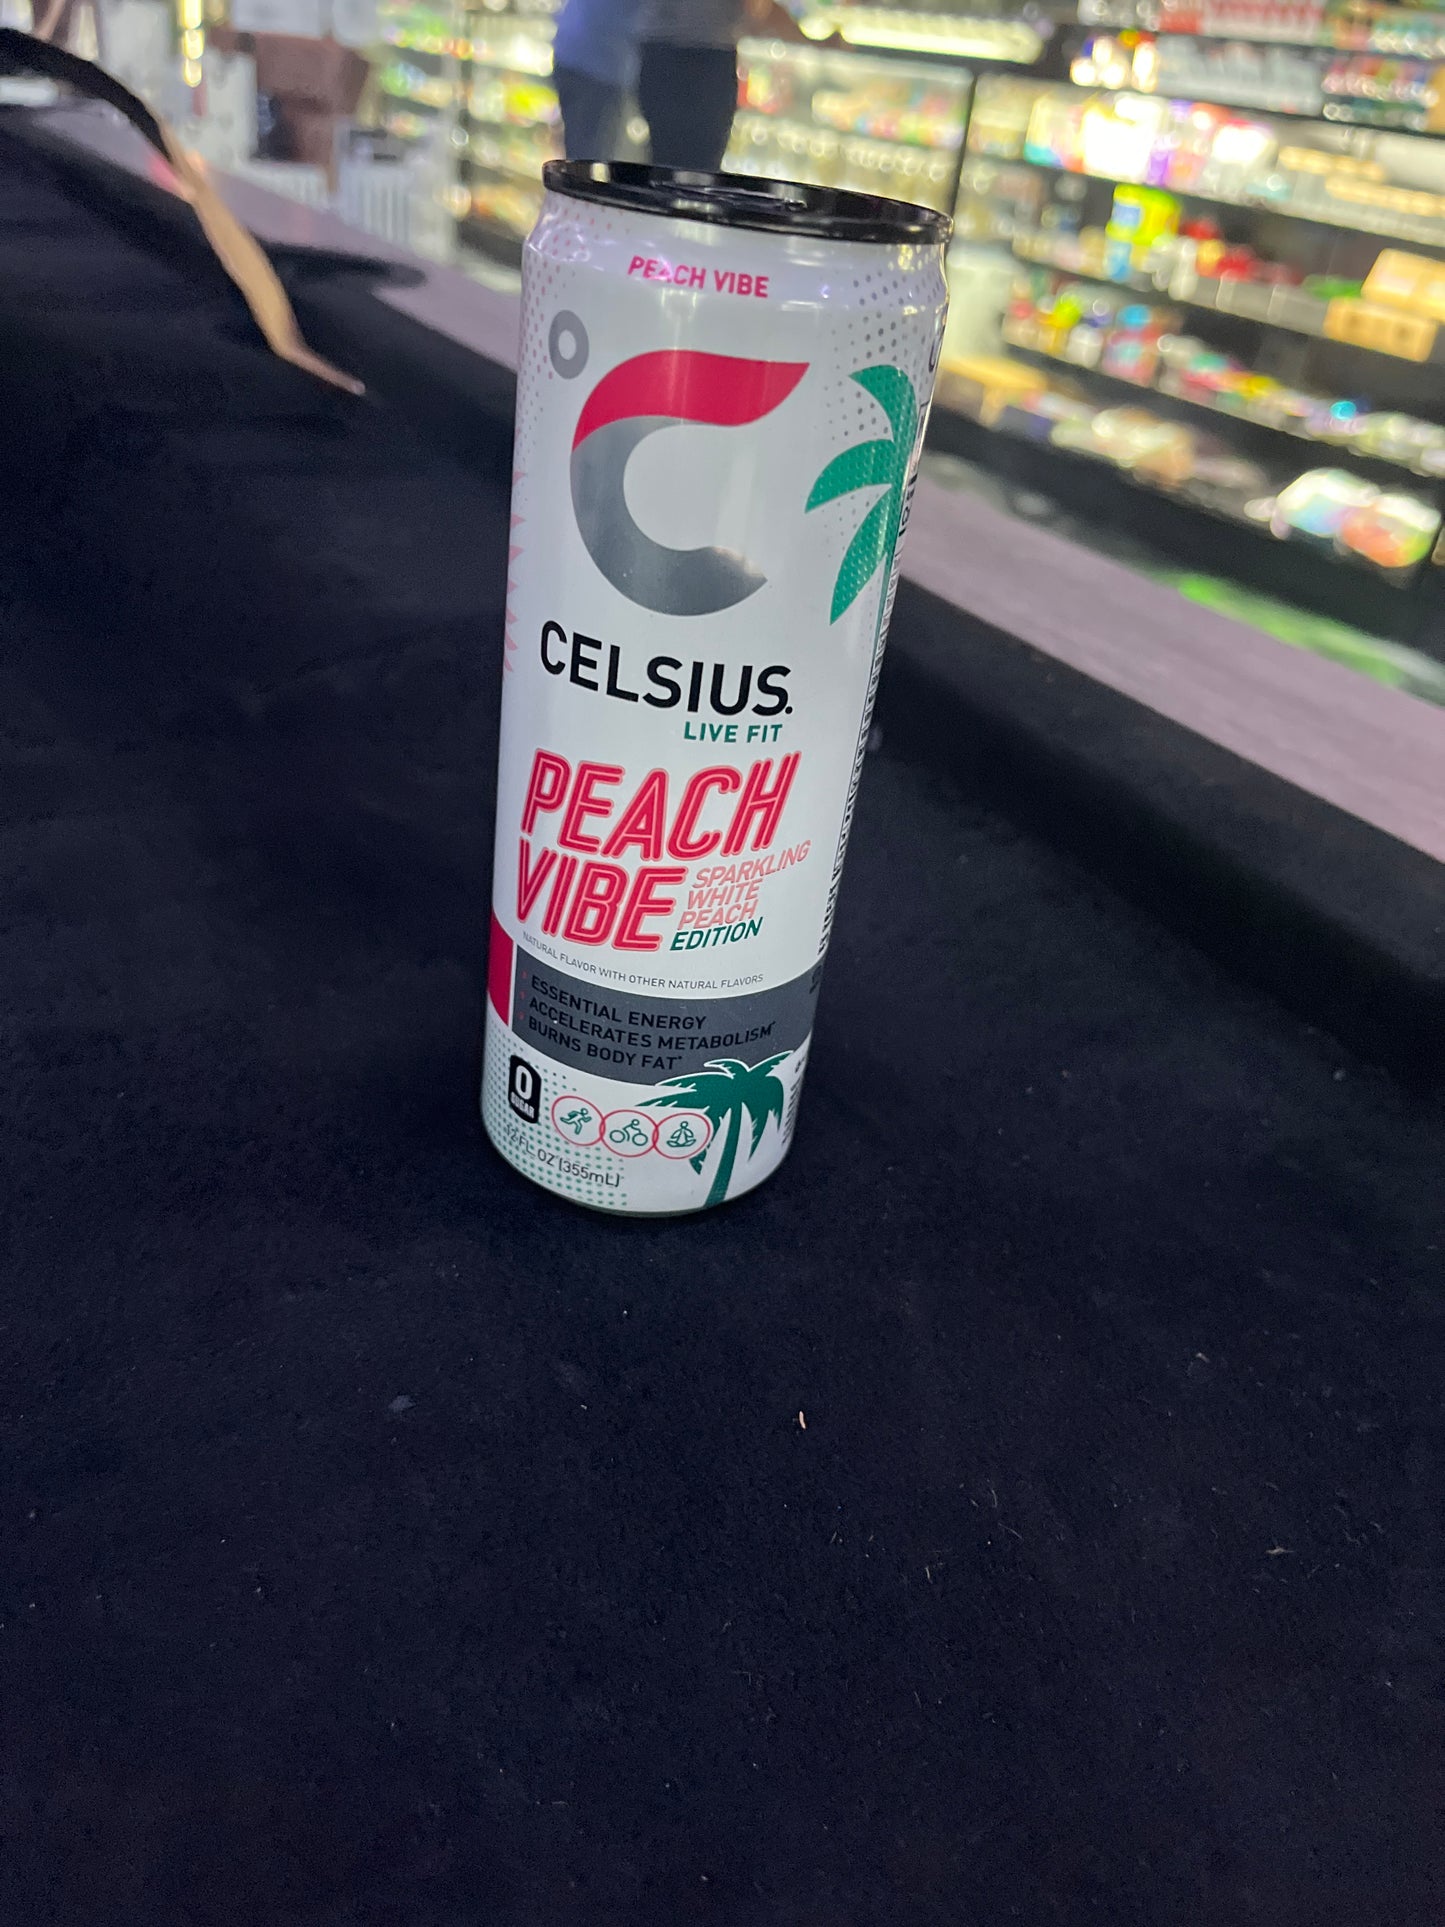 PEACH VIBE
CELSIUS.
LIVE FIT
PEACH
VIBE
SPARKLING
WHITE
PEACH
EDITION
NATURAL FLAVOR WITH OTHER NATURAL FLAVORS
ESSENTIAL ENERGY
ACCELERATES METABOLISM*
BURNS BODY FAT*
0
SUGAR
12 FL. OZ (355mL)